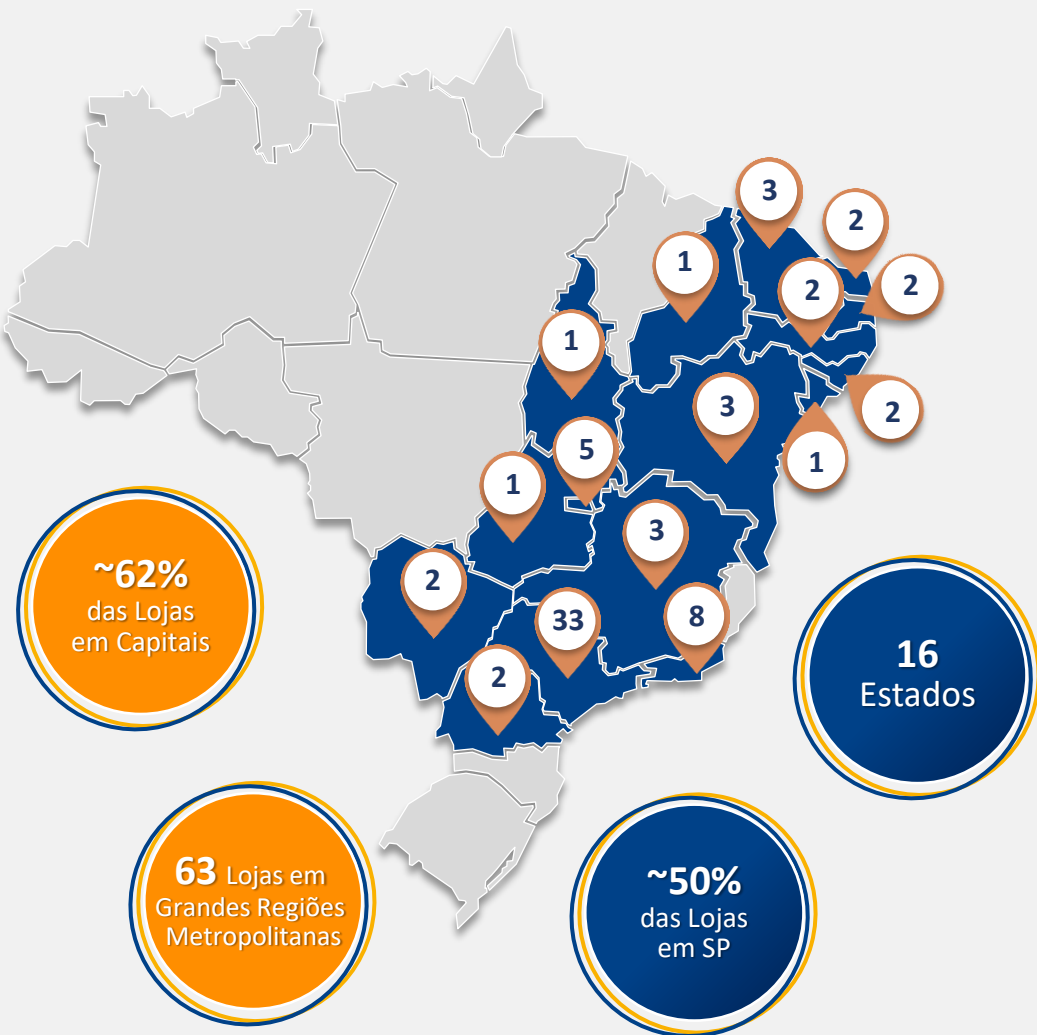 3
2
1
2
2
1
3
2
5
1
1
3
2
33
8
2
~62%
das Lojas
em Capitais
16
Estados
63 Lojas em
Grandes Regiões
Metropolitanas
~50%
das Lojas
em SP